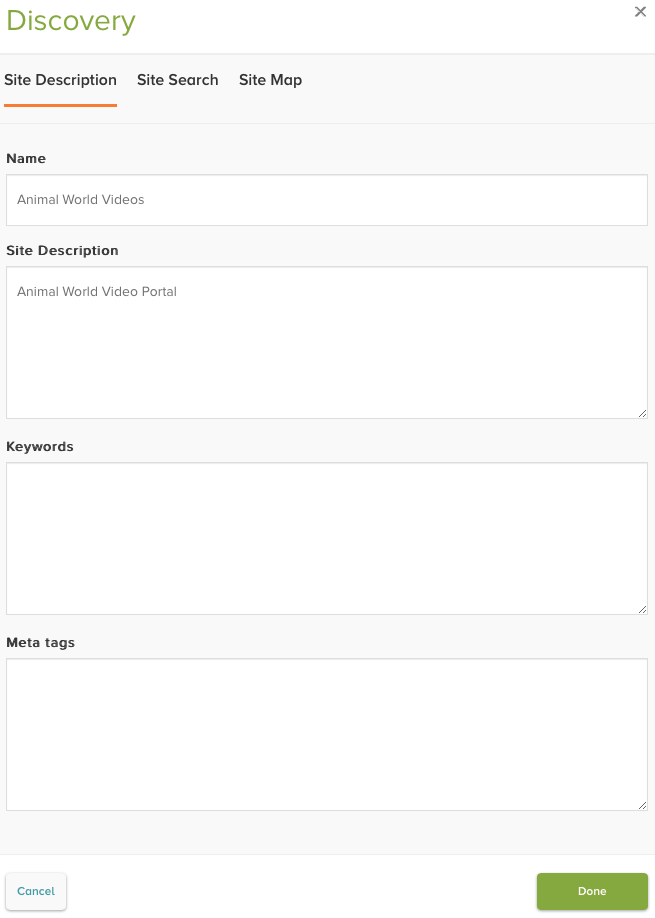 Discovery
Site Description Site Search Site Map
Name
Animal World Videos
Site Description
Animal World Video Portal
Keywords
Meta tags
Cancel Done